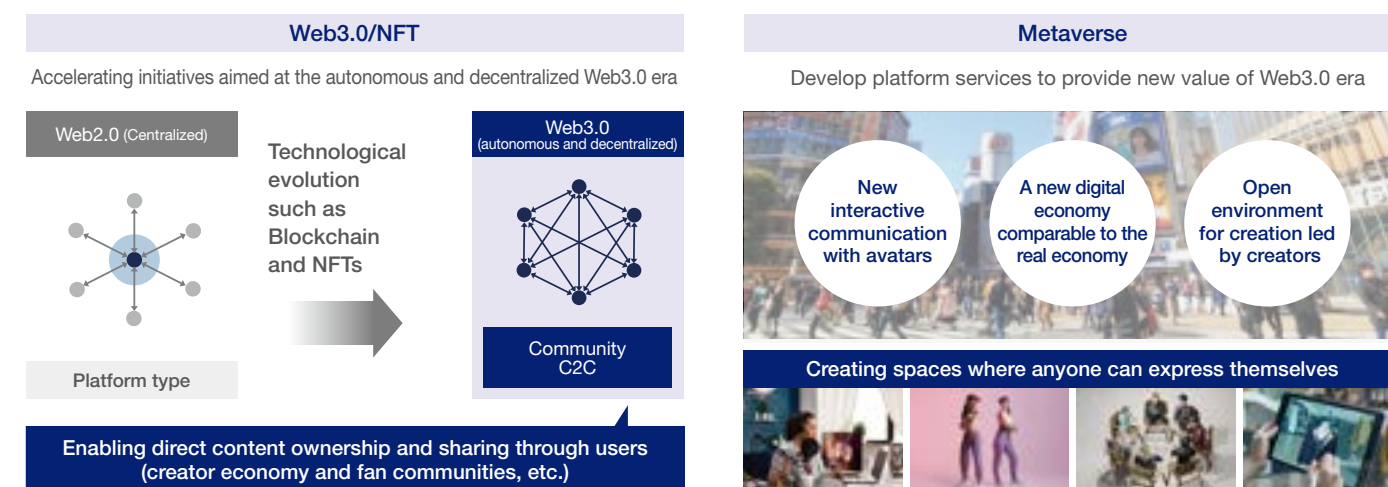 Web3.0/NFT
Accelerating initiatives aimed at the autonomous and decentralized Web3.0 era
Web2.0 (Centralized)
Technological
evolution
such as
Blockchain
and NFTs
Web3.0
(autonomous and decentralized)
Platform type
Community
C2C
Enabling direct content ownership and sharing through users
(creator economy and fan communities, etc.)
Metaverse
Develop platform services to provide new value of Web3.0 era
New
interactive
communication
with avatars
A new digital
economy
comparable to the
real economy
Open
environment
for creation led
by creators
Creating spaces where anyone can express themselves